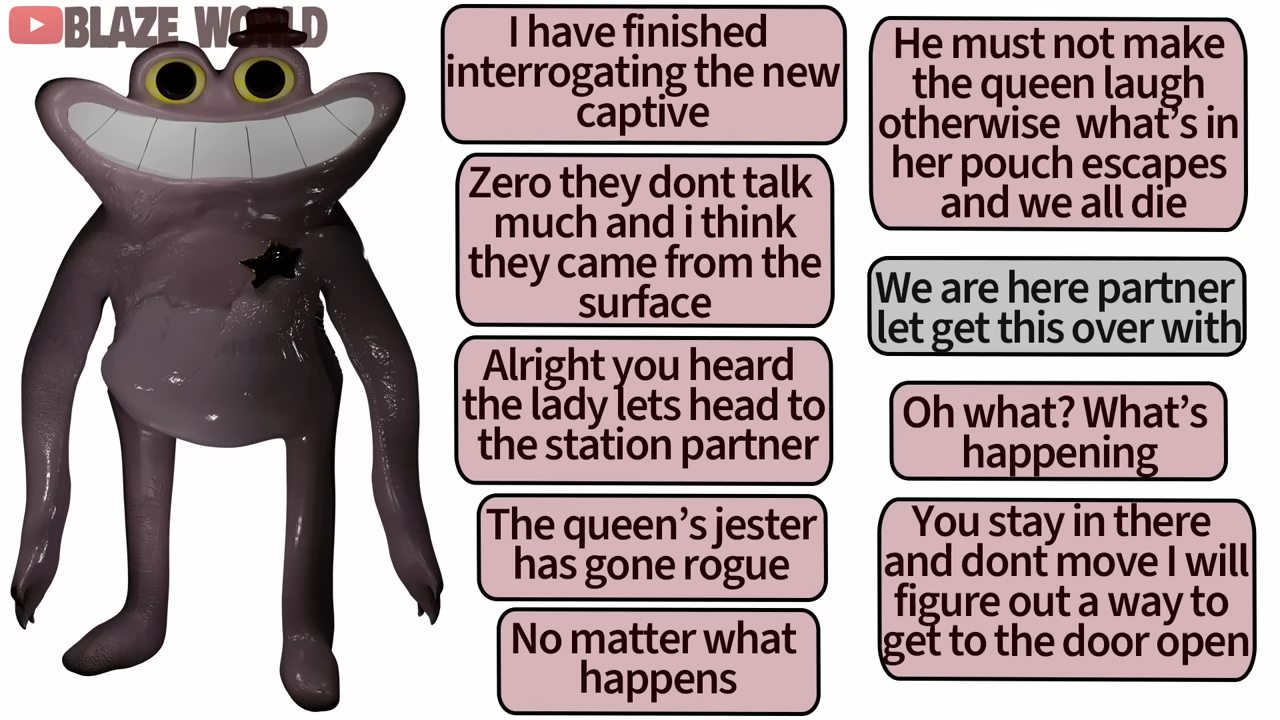 BLAZE WORLD
I have finished
interrogating the new
captive
Zero they dont talk
much and i think
they came from the
surface
Alright you heard
the lady lets head to
the station partner
The queen’s jester
has gone rogue
No matter what
happens
He must not make
the queen laugh
otherwise what’s in
her pouch escapes
and we all die
We are here partner
let get this over with
Oh what? What’s
happening
You stay in there
and dont move I will
figure out a way to
get to the door open